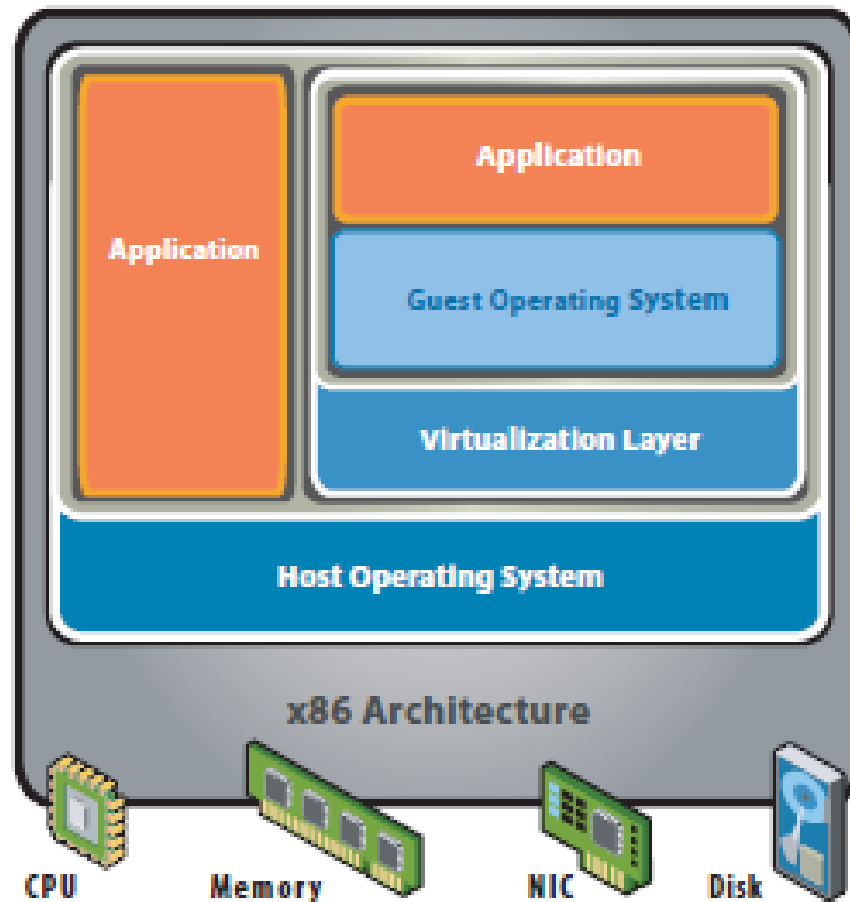 Application
Application
Guest Operating System
Virtualization Layer
Host Operating System
x86 Architecture
CPU
Memory
NIC
Disk